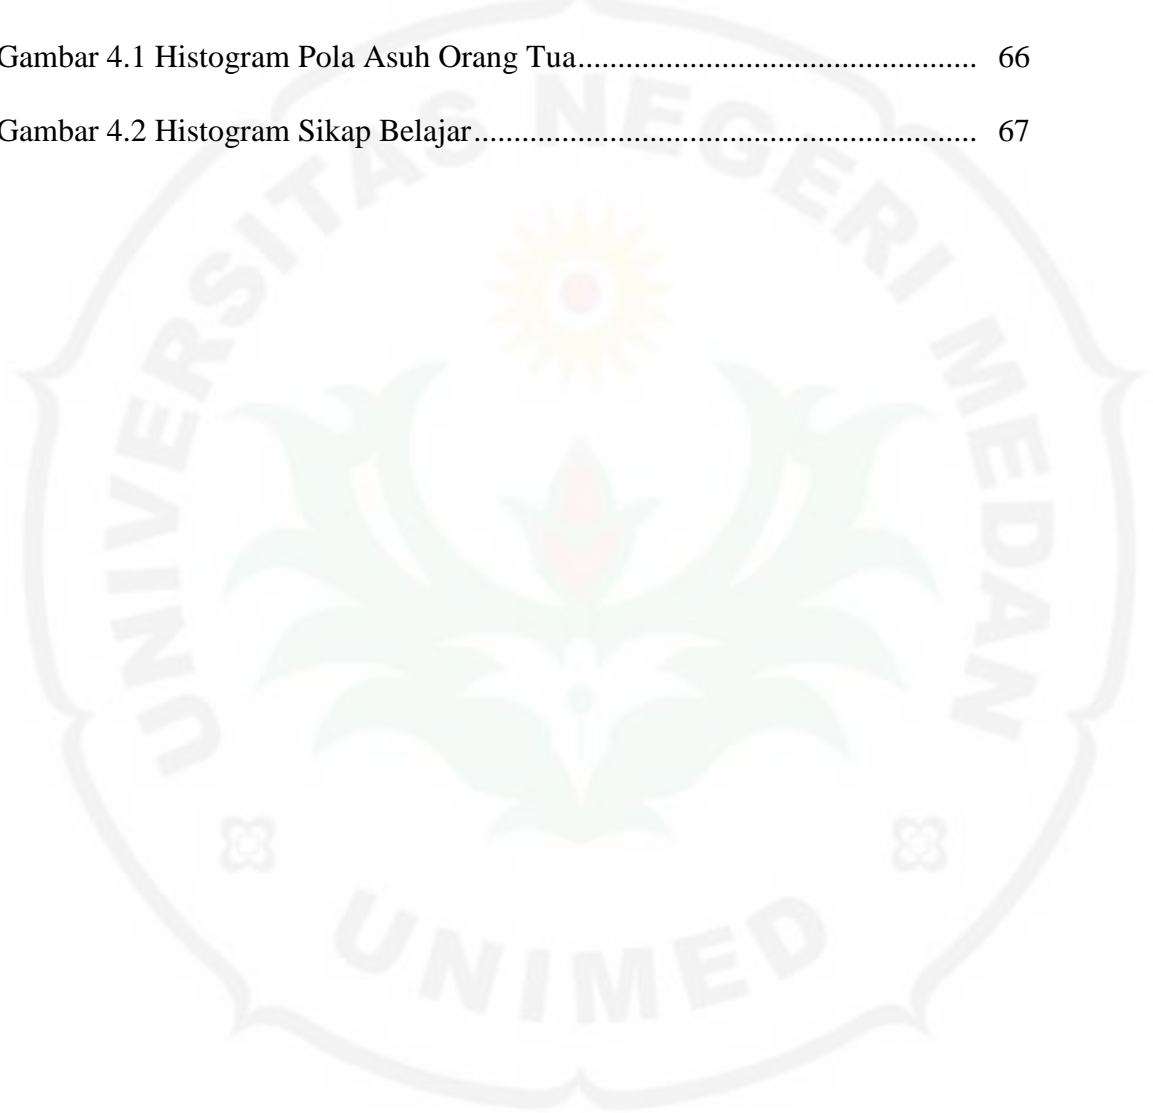 Gambar 4.1 Histogram Pola Asuh Orang Tua................................................. 66
Gambar 4.2 Histogram Sikap Belajar.............................................................. 67
UNIVERSITAS NEGERI MEDAN
UNIMED